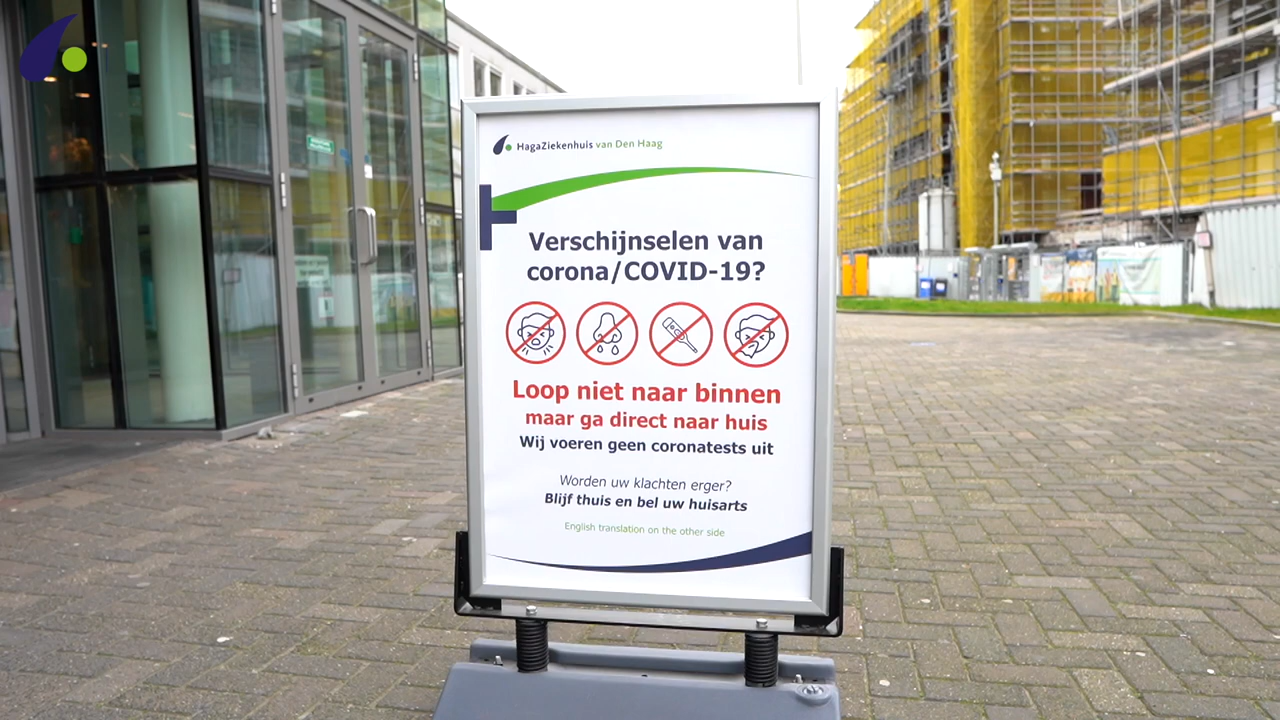 HagaZiekenhuis van Den Haag
Verschijnselen van
corona/COVID-19?
Loop niet naar binnen
maar ga direct naar huis
Wij voeren geen coronatests uit
Worden uw klachten erger?
Blijf thuis en bel uw huisarts
English translation on the other side